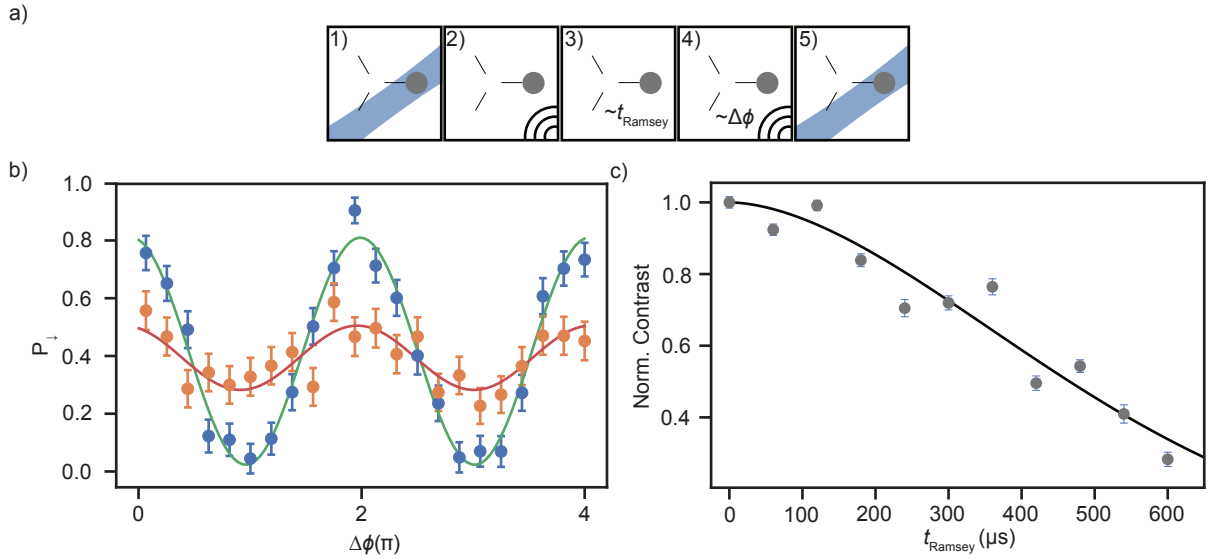 a)
1) 2) 3) 4) 5)
~t_Ramsey ~Δϕ
b)
c)
1.0
0.8
0.6
0.4
0.2
0.0
P↓
0 2 4
Δϕ(π)
1.0
0.8
0.6
0.4
Norm. Contrast
0 100 200 300 400 500 600
t_Ramsey (μs)